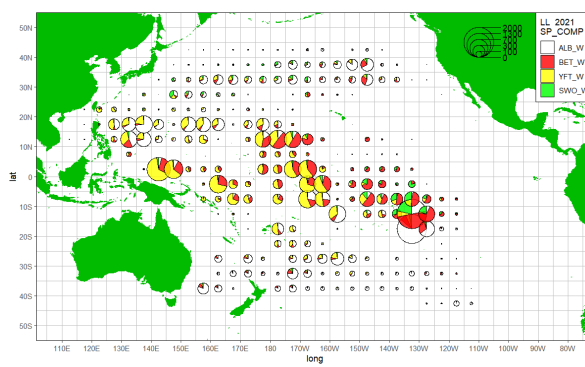 LL 2021
SP_COMP
ALB_W
BET_W
YFT_W
SWO_W
2000
50N
40N
30N
20N
10N
0
10S
20S
30S
40S
50S
lat
110E 120E 130E 140E 150E 160E 170E 180 170W 160W 150W 140W 130W 120W 110W 100W 90W 80W
long